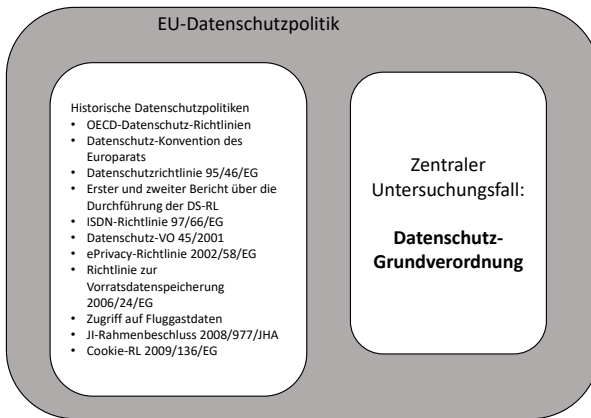 EU-Datenschutzpolitik
Historische Datenschutzpolitiken
• OECD-Datenschutz-Richtlinien
• Datenschutz-Konvention des
Europarats
• Datenschutzrichtlinie 95/46/EG
• Erster und zweiter Bericht über die
Durchführung der DS-RL
• ISDN-Richtlinie 97/66/EG
• Datenschutz-VO 45/2001
• ePrivacy-Richtlinie 2002/58/EG
• Richtlinie zur
Vorratsdatenspeicherung
2006/24/EG
• Zugriff auf Fluggastdaten
• JI-Rahmenbeschluss 2008/977/JHA
• Cookie-RL 2009/136/EG
Zentraler
Untersuchungsfall:
Datenschutz-
Grundverordnung